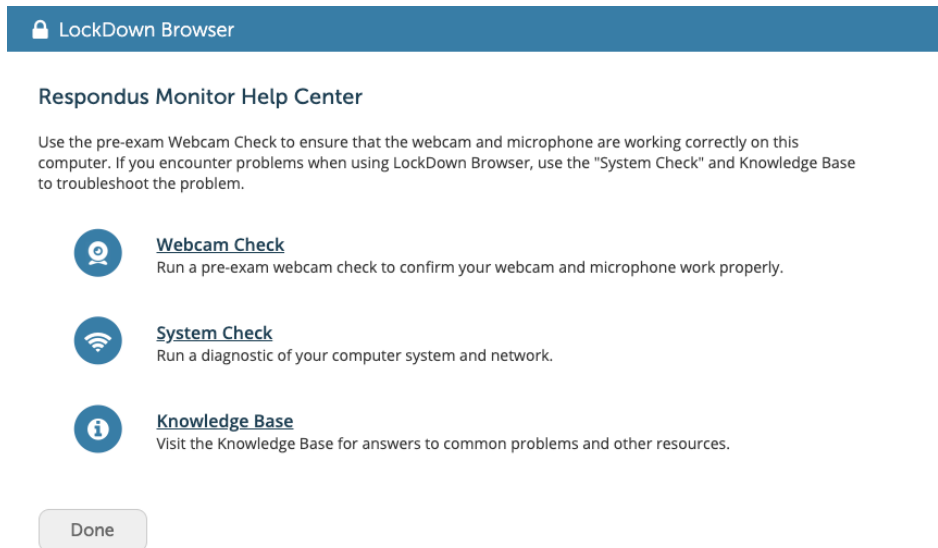 LockDown Browser
Respondus Monitor Help Center
Use the pre-exam Webcam Check to ensure that the webcam and microphone are working correctly on this
computer. If you encounter problems when using LockDown Browser, use the "System Check" and Knowledge Base
to troubleshoot the problem.
Webcam Check
Run a pre-exam webcam check to confirm your webcam and microphone work properly.
System Check
Run a diagnostic of your computer system and network.
Knowledge Base
Visit the Knowledge Base for answers to common problems and other resources.
Done